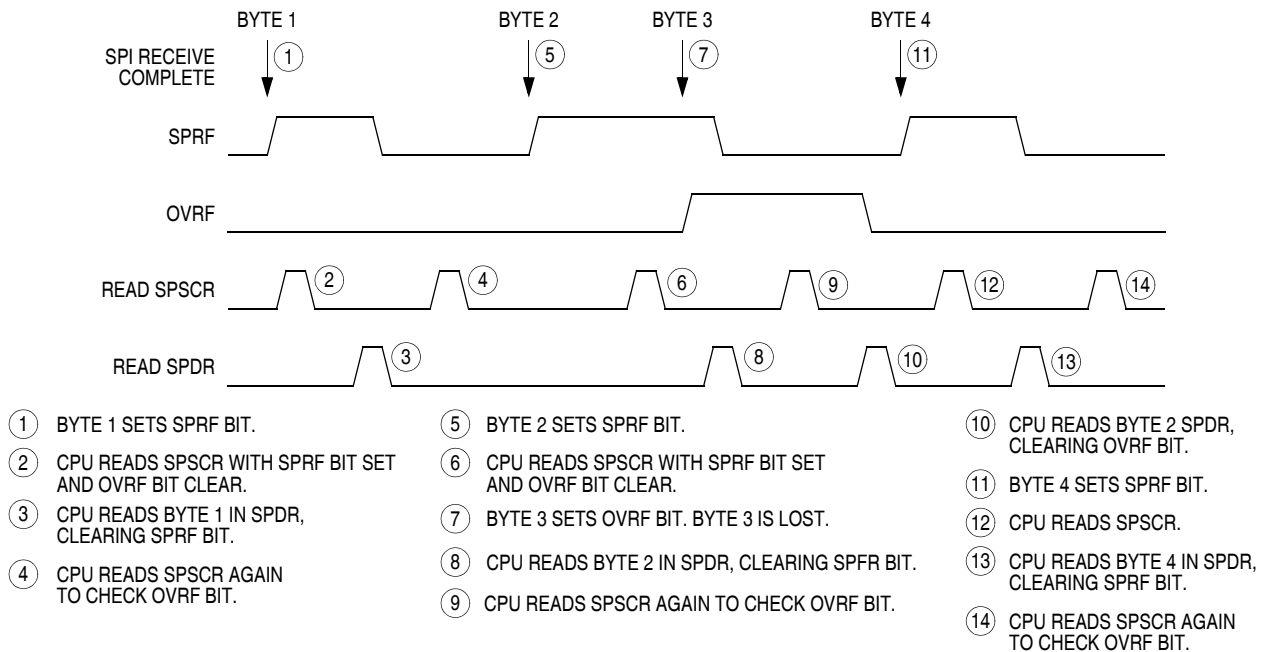 BYTE 1
BYTE 2
BYTE 3
BYTE 4
SPI RECEIVE
COMPLETE
1
5
7
11
SPRF
OVRF
READ SPSCR
2
4
6
9
12
14
READ SPDR
3
8
10
13
1 BYTE 1 SETS SPRF BIT.
2 CPU READS SPSCR WITH SPRF BIT SET
AND OVRF BIT CLEAR.
3 CPU READS BYTE 1 IN SPDR,
CLEARING SPRF BIT.
4 CPU READS SPSCR AGAIN
TO CHECK OVRF BIT.
5 BYTE 2 SETS SPRF BIT.
6 CPU READS SPSCR WITH SPRF BIT SET
AND OVRF BIT CLEAR.
7 BYTE 3 SETS OVRF BIT. BYTE 3 IS LOST.
8 CPU READS BYTE 2 IN SPDR, CLEARING SPFR BIT.
9 CPU READS SPSCR AGAIN TO CHECK OVRF BIT.
10 CPU READS BYTE 2 SPDR,
CLEARING OVRF BIT.
11 BYTE 4 SETS SPRF BIT.
12 CPU READS SPSCR.
13 CPU READS BYTE 4 IN SPDR,
CLEARING SPRF BIT.
14 CPU READS SPSCR AGAIN
TO CHECK OVRF BIT.